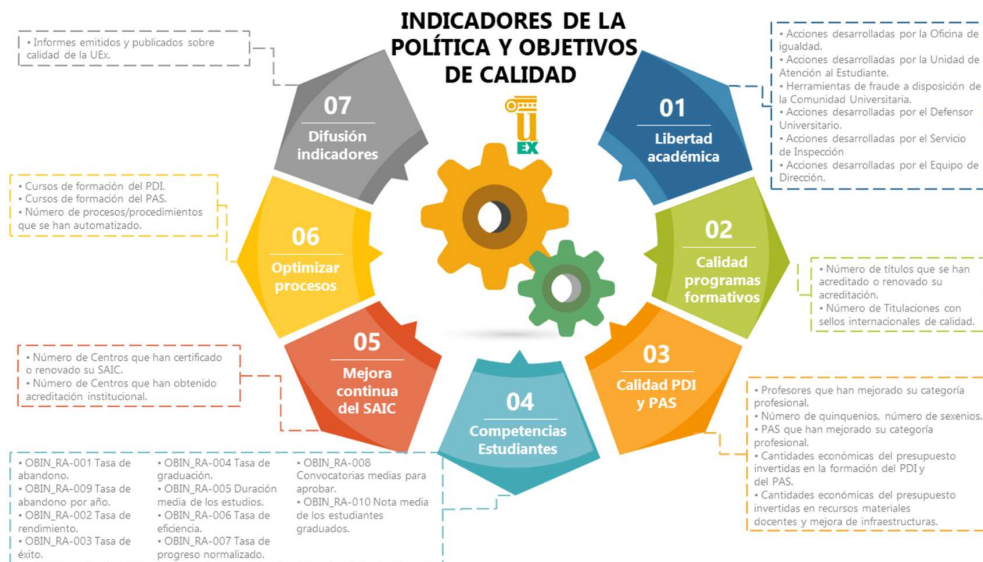 INDICADORES DE LA
POLÍTICA Y OBJETIVOS
DE CALIDAD
U
EX
01
Libertad
académica
• Acciones desarrolladas por la Oficina de
igualdad.
• Acciones desarrolladas por la Unidad de
Atención al Estudiante.
• Herramientas de fraude a disposición de
la Comunidad Universitaria.
• Acciones desarrolladas por el Defensor
Universitario.
• Acciones desarrolladas por el Servicio
de Inspección
• Acciones desarrolladas por el Equipo de
Dirección.
02
Calidad
programas
formativos
• Número de títulos que se han
acreditado o renovado su
acreditación.
• Número de Titulaciones con
sellos internacionales de calidad.
03
Calidad PDI
y PAS
• Profesores que han mejorado su categoría
profesional.
• Número de quinquenios, número de sexenios.
• PAS que han mejorado su categoría
profesional.
• Cantidades económicas del presupuesto
invertidas en la formación del PDI y
del PAS.
• Cantidades económicas del presupuesto
invertidas en recursos materiales
docentes y mejora de infraestructuras.
04
Competencias
Estudiantes
• OBIN_RA-001 Tasa de
abandono.
• OBIN_RA-009 Tasa de
abandono por año.
• OBIN_RA-002 Tasa de
rendimiento.
• OBIN_RA-003 Tasa de
éxito.
• OBIN_RA-004 Tasa de
graduación.
• OBIN_RA-005 Duración
media de los estudios.
• OBIN_RA-006 Tasa de
eficiencia.
• OBIN_RA-007 Tasa de
progreso normalizado.
• OBIN_RA-008
Convocatorias medias para
aprobar.
• OBIN_RA-010 Nota media
de los estudiantes
graduados.
05
Mejora
continua
del SAIC
• Número de Centros que han certificado
o renovado su SAIC.
• Número de Centros que han obtenido
acreditación institucional.
06
Optimizar
procesos
• Cursos de formación del PDI.
• Cursos de formación del PAS.
• Número de procesos/procedimientos
que se han automatizado.
07
Difusión
indicadores
• Informes emitidos y publicados sobre
calidad de la UEx.